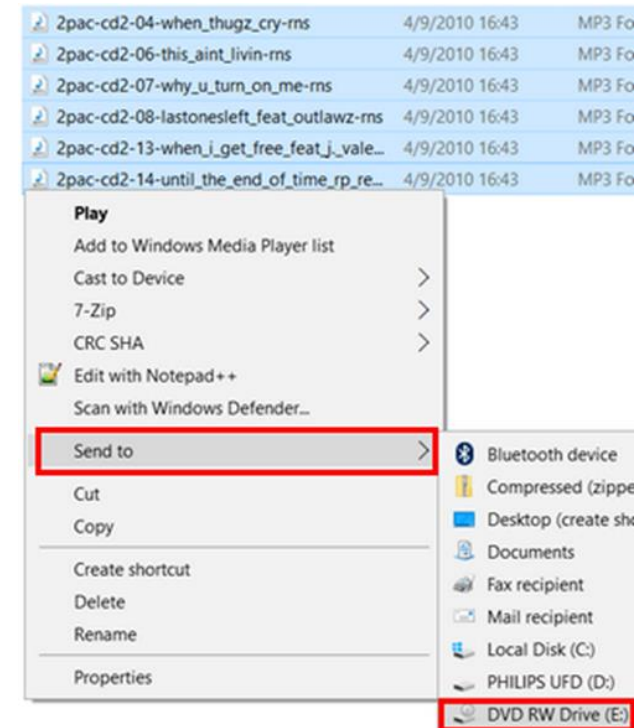 2pac-cd2-04-when_thugz_cry-rns 4/9/2010 16:43 MP3 Fo
2pac-cd2-06-this_aint_livin-rns 4/9/2010 16:43 MP3 Fo
2pac-cd2-07-why_u_turn_on_me-rns 4/9/2010 16:43 MP3 Fo
2pac-cd2-08-lastonesleft_feat_outlawz-rns 4/9/2010 16:43 MP3 Fo
2pac-cd2-13-when_i_get_free_feat_j._vale... 4/9/2010 16:43 MP3 Fo
2pac-cd2-14-until_the_end_of_time_rp_re... 4/9/2010 16:43 MP3 Fo
Play
Add to Windows Media Player list
Cast to Device
7-Zip
CRC SHA
Edit with Notepad++
Scan with Windows Defender...
Send to
Cut
Copy
Create shortcut
Delete
Rename
Properties
Bluetooth device
Compressed (zippe
Desktop (create sho
Documents
Fax recipient
Mail recipient
Local Disk (C:)
PHILIPS UFD (D:)
DVD RW Drive (E:)